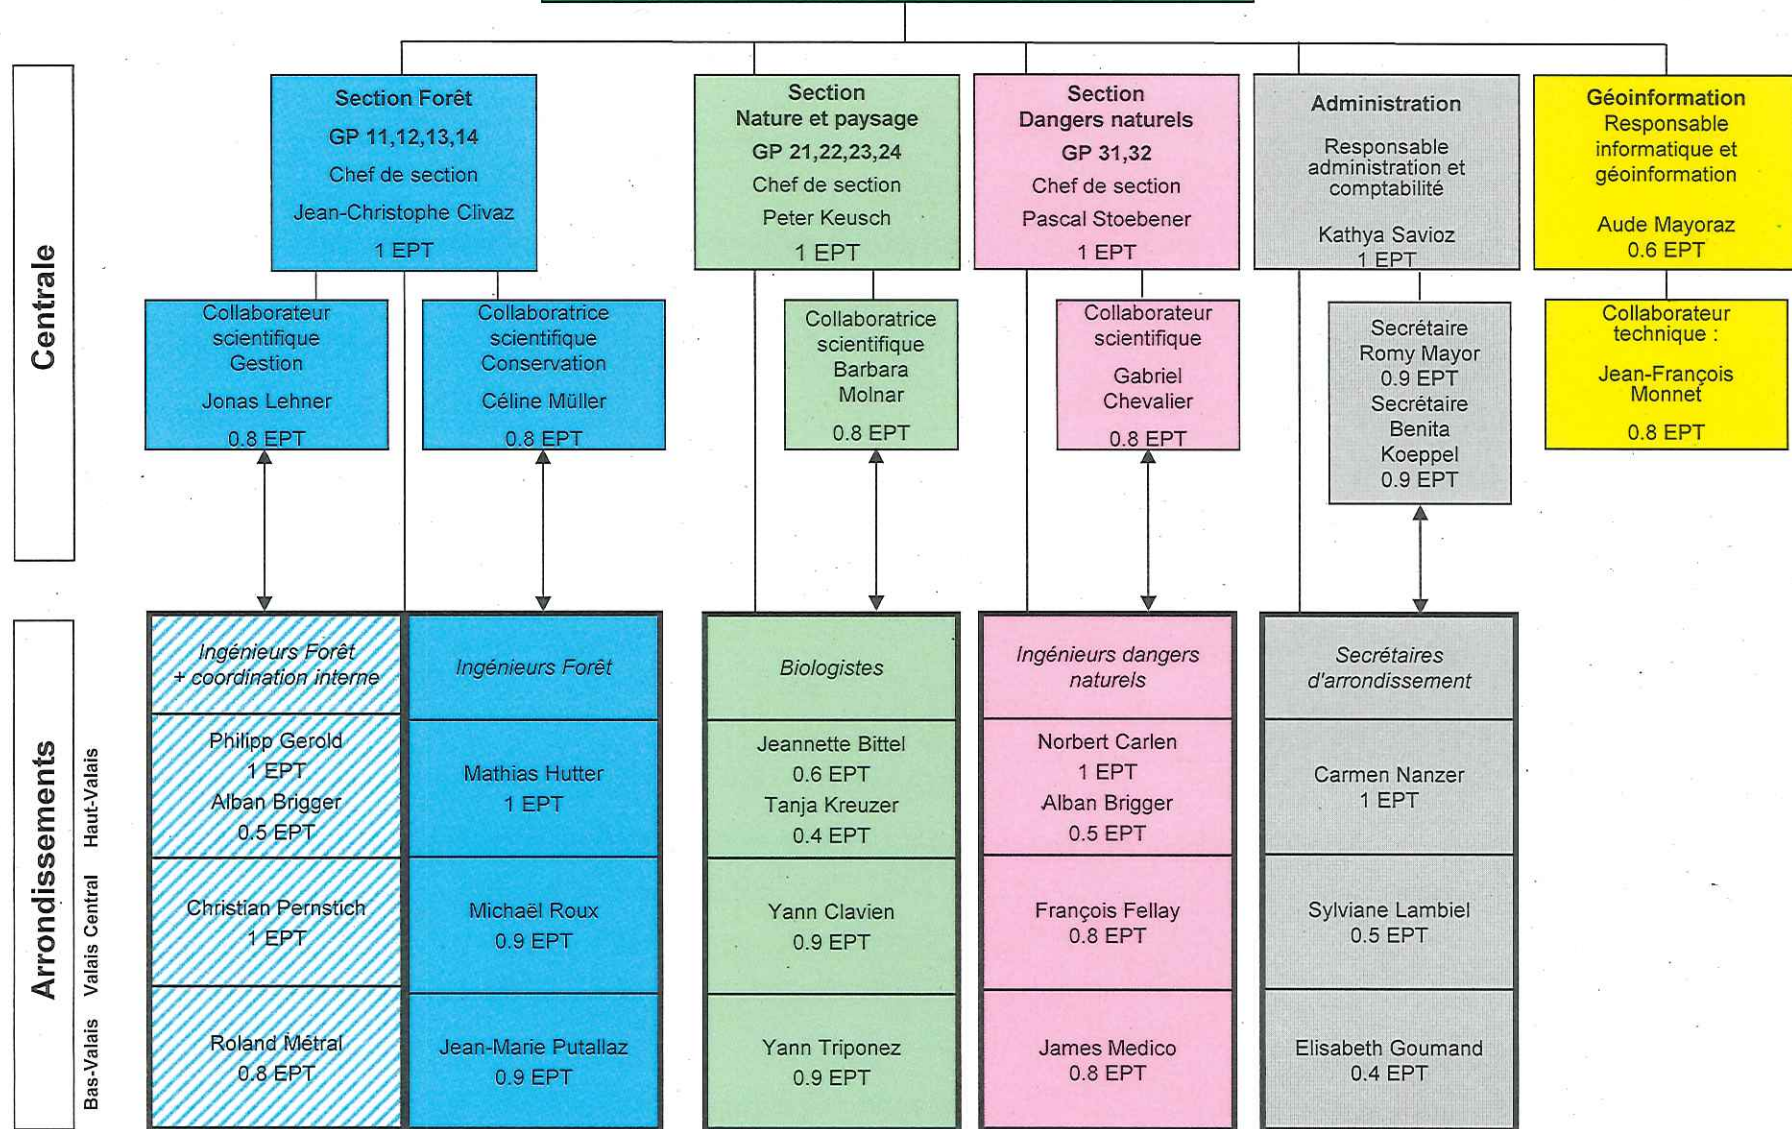 Centrale
Section Forêt
GP 11,12,13,14
Chef de section
Jean-Christophe Clivaz
1 EPT
Section
Nature et paysage
GP 21,22,23,24
Chef de section
Peter Keusch
1 EPT
Section
Dangers naturels
GP 31,32
Chef de section
Pascal Stoebener
1 EPT
Administration
Responsable
administration et
comptabilité
Kathya Savioz
1 EPT
Géoinformation
Responsable
informatique et
géoinformation
Aude Mayoraz
0.6 EPT
Collaborateur
scientifique
Gestion
Jonas Lehner
0.8 EPT
Collaboratrice
scientifique
Conservation
Céline Müller
0.8 EPT
Collaboratrice
scientifique
Barbara
Molnar
0.8 EPT
Collaborateur
scientifique
Gabriel
Chevalier
0.8 EPT
Secrétaire
Romy Mayor
0.9 EPT
Secrétaire
Benita
Koeppel
0.9 EPT
Collaborateur
technique :
Jean-François
Monnet
0.8 EPT
Arrondissements
Ingénieurs Forêt
+ coordination interne
Ingénieurs Forêt
Biologistes
Ingénieurs dangers
naturels
Secrétaires
d'arrondissement
Haut-Valais
Philipp Gerold
1 EPT
Alban Brigger
0.5 EPT
Mathias Hutter
1 EPT
Jeannette Bittel
0.6 EPT
Tanja Kreuzer
0.4 EPT
Norbert Carlen
1 EPT
Alban Brigger
0.5 EPT
Carmen Nanzer
1 EPT
Valais Central
Christian Pernstich
1 EPT
Michaël Roux
0.9 EPT
Yann Clavien
0.9 EPT
François Fellay
0.8 EPT
Sylviane Lambiel
0.5 EPT
Bas-Valais
Roland Métral
0.8 EPT
Jean-Marie Putallaz
0.9 EPT
Yann Triponez
0.9 EPT
James Medico
0.8 EPT
Elisabeth Goumand
0.4 EPT